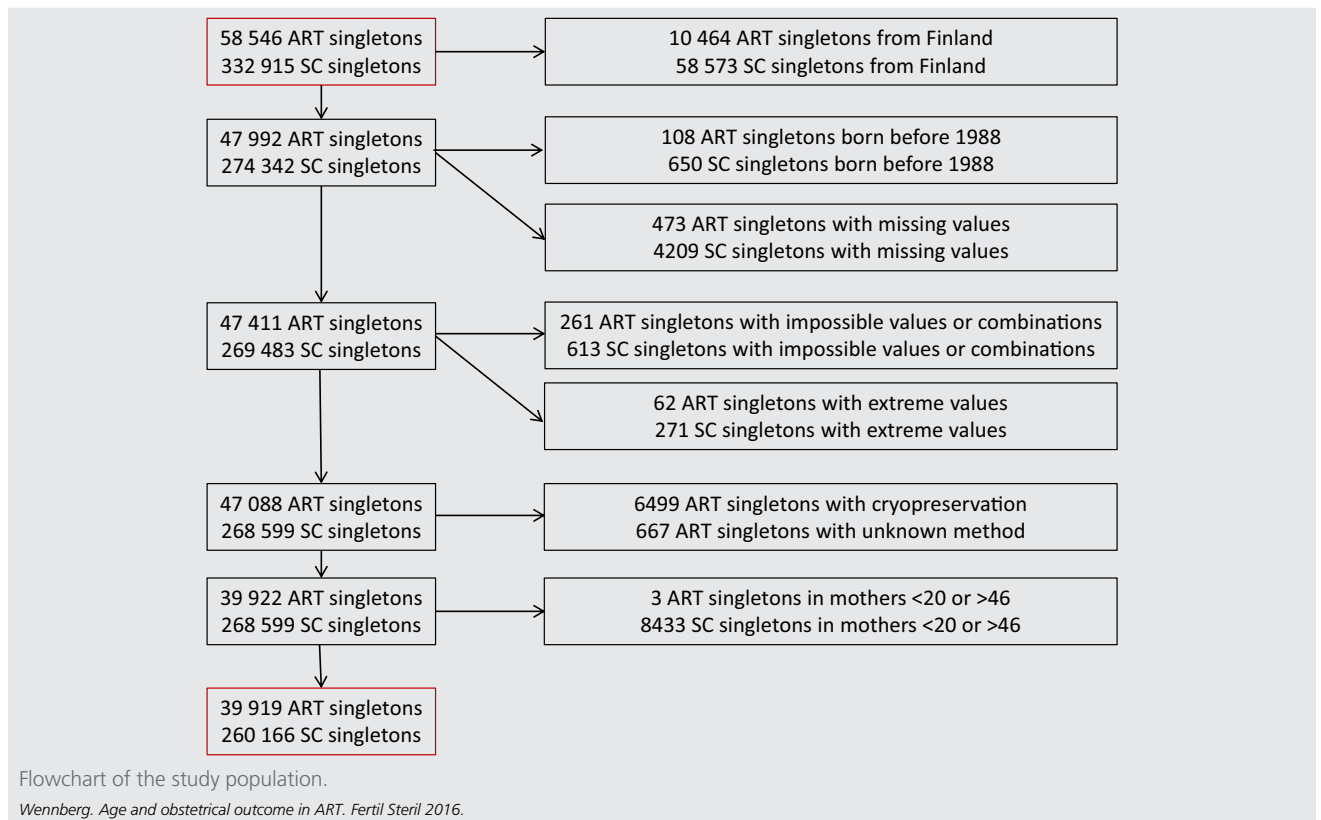 58 546 ART singletons
332 915 SC singletons
10 464 ART singletons from Finland
58 573 SC singletons from Finland
47 992 ART singletons
274 342 SC singletons
108 ART singletons born before 1988
650 SC singletons born before 1988
473 ART singletons with missing values
4209 SC singletons with missing values
47 411 ART singletons
269 483 SC singletons
261 ART singletons with impossible values or combinations
613 SC singletons with impossible values or combinations
62 ART singletons with extreme values
271 SC singletons with extreme values
47 088 ART singletons
268 599 SC singletons
6499 ART singletons with cryopreservation
667 ART singletons with unknown method
39 922 ART singletons
268 599 SC singletons
3 ART singletons in mothers <20 or >46
8433 SC singletons in mothers <20 or >46
39 919 ART singletons
260 166 SC singletons
Flowchart of the study population.
Wennberg. Age and obstetrical outcome in ART. Fertil Steril 2016.